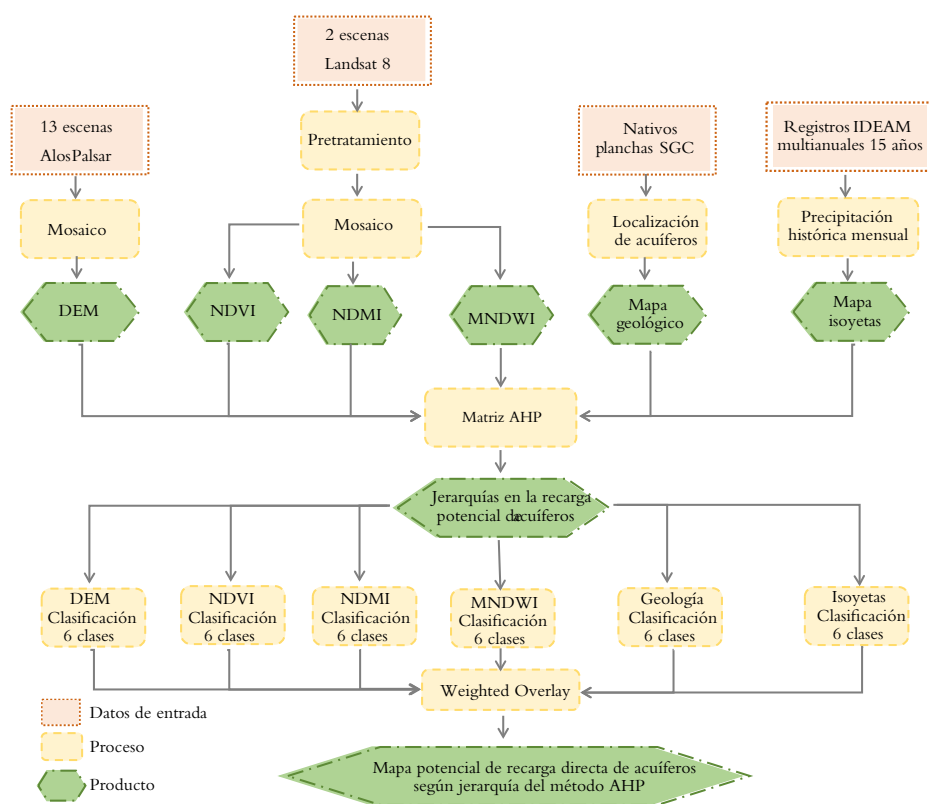 2 escenas
Landsat 8
13 escenas
AlosPalsar
Pretratamiento
Nativos
planchas SGC
Registros IDEAM
multianuales 15 años
Mosaico
Mosaico
Localización
de acuíferos
Precipitación
histórica mensual
DEM
NDVI
NDMI
MNDWI
Mapa
geológico
Mapa
isoyetas
Matriz AHP
Jerarquías en la recarga
potencial de acuíferos
DEM
Clasificación
6 clases
NDVI
Clasificación
6 clases
NDMI
Clasificación
6 clases
MNDWI
Clasificación
6 clases
Geología
Clasificación
6 clases
Isoyetas
Clasificación
6 clases
Weighted Overlay
Datos de entrada
Proceso
Producto
Mapa potencial de recarga directa de acuíferos
según jerarquía del método AHP